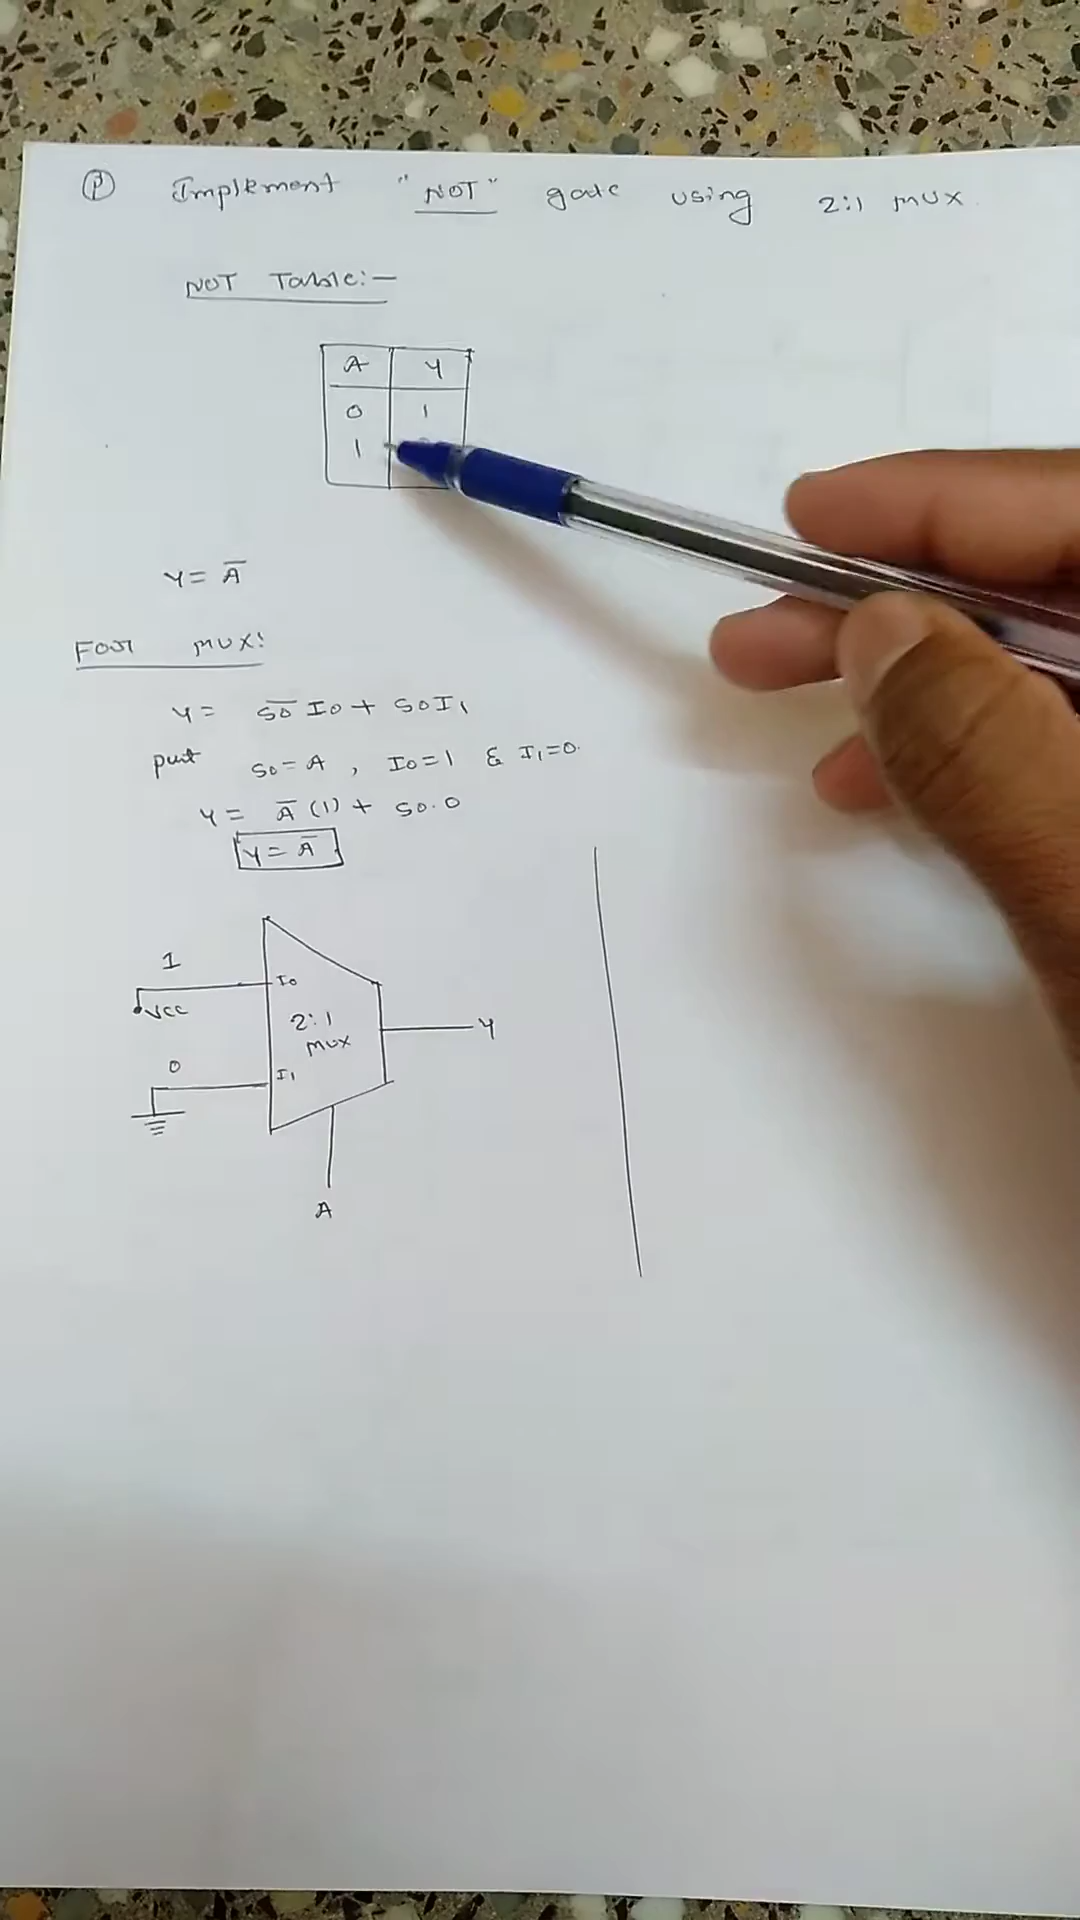 P Implement "NOT" gate using 2:1 MUX.
NOT Table:-
A Y
0 1
1
Y = A̅
For MUX:
Y = S̅0̅ I0 + S0 I1
put S0 = A , I0 = 1 & I1 = 0.
Y = A̅ (1) + S0.0
Y = A̅
1
I0
VCC
2:1
MUX
Y
0
I1
A